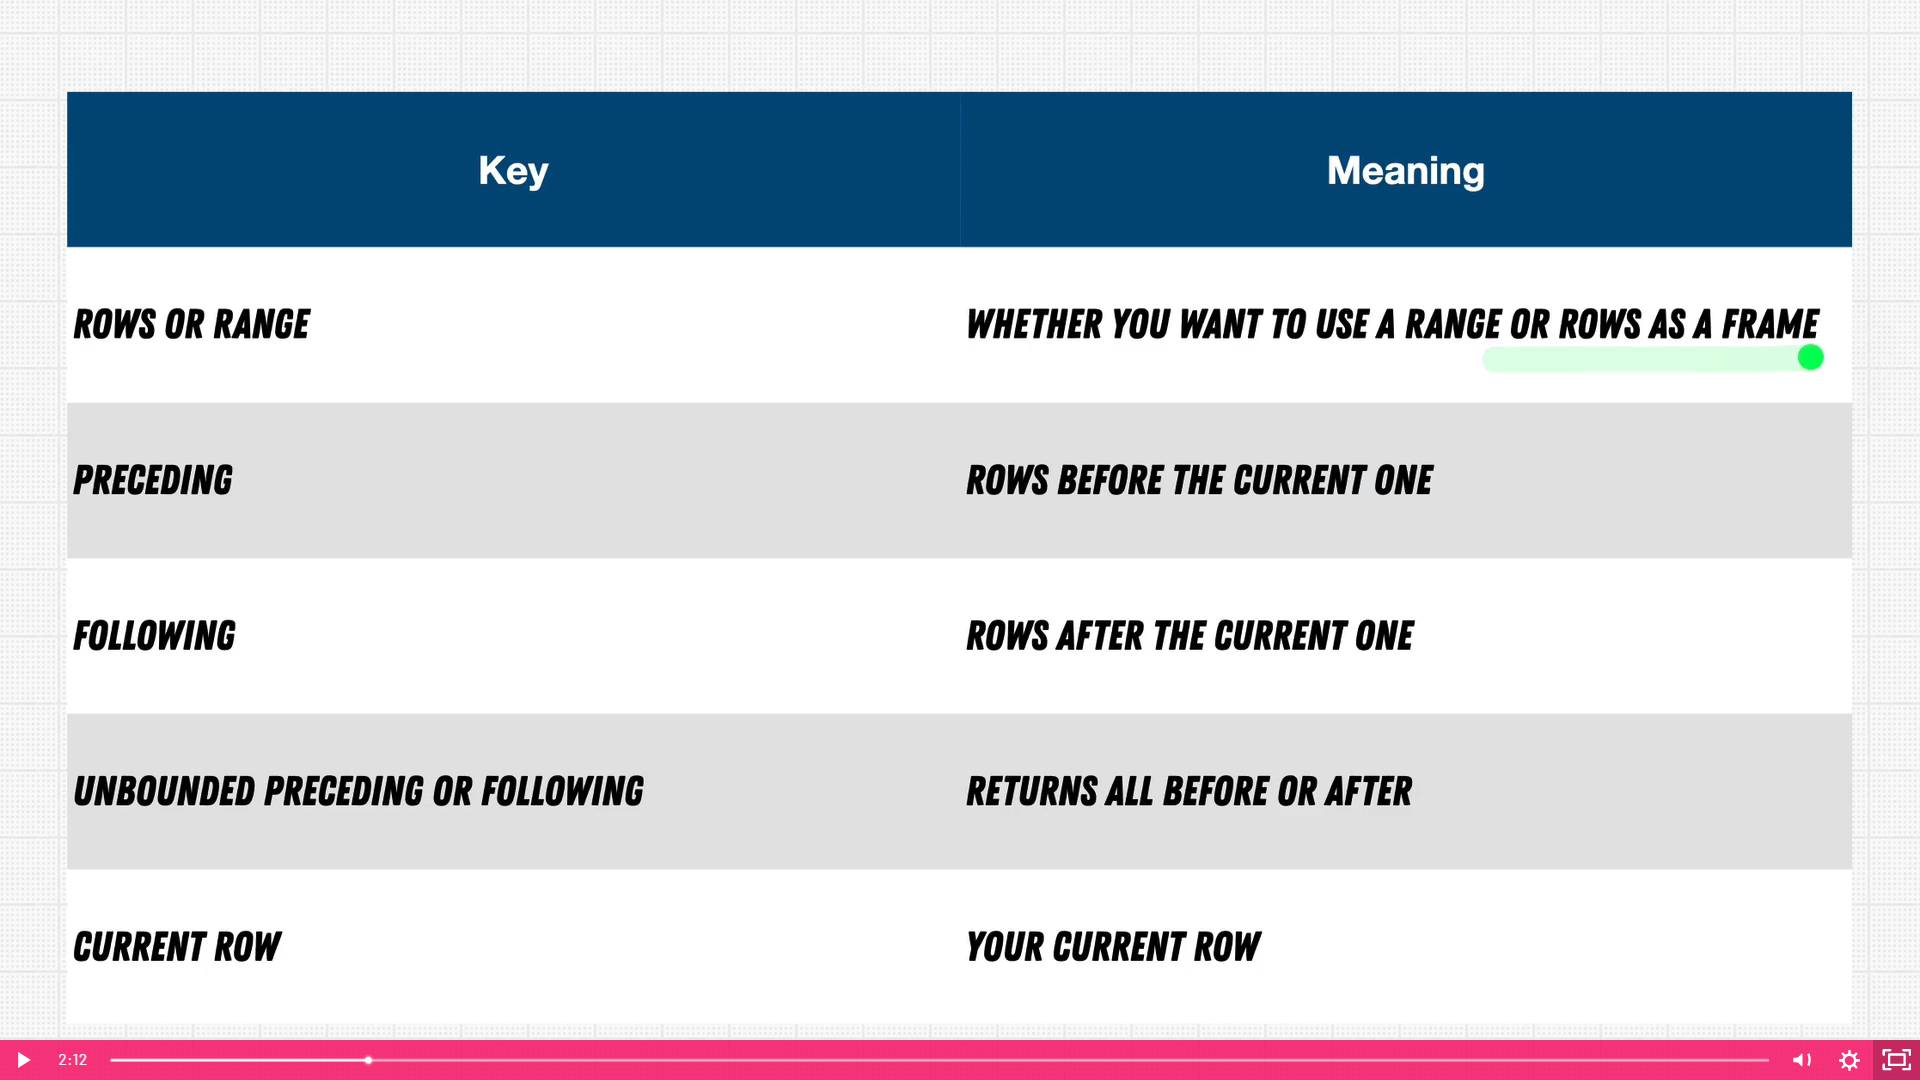 Key Meaning
ROWS OR RANGE WHETHER YOU WANT TO USE A RANGE OR ROWS AS A FRAME
PRECEDING ROWS BEFORE THE CURRENT ONE
FOLLOWING ROWS AFTER THE CURRENT ONE
UNBOUNDED PRECEDING OR FOLLOWING RETURNS ALL BEFORE OR AFTER
CURRENT ROW YOUR CURRENT ROW
2:12